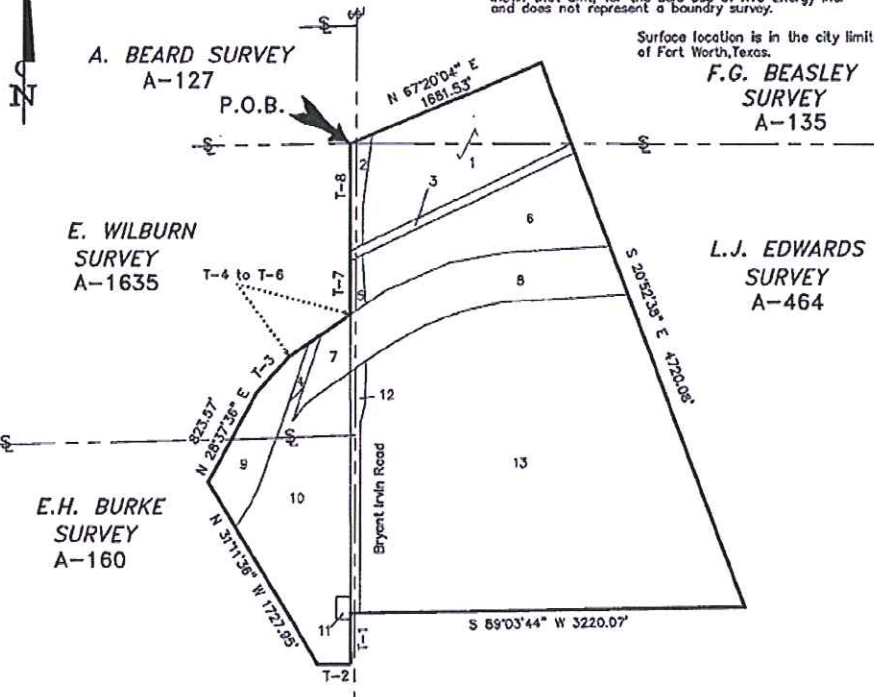 and does not represent a boundry survey.
Surface location is in the city limit
of Fort Worth, Texas.
N
A. BEARD SURVEY
A-127
P.O.B.
N 67°20'04" E
1681.53'
F.G. BEASLEY
SURVEY
A-135
2
1
T-8
3
E. WILBURN
SURVEY
A-1635
6
L.J. EDWARDS
SURVEY
A-464
T-4 to T-6
T-7
5
8
S 20°52'38" E 4720.08'
7
T-3
12
823.57'
N 28°37'36" E
9
10
13
Bryant Irvin Road
E.H. BURKE
SURVEY
A-160
N 31°11'36" W 1727.95'
11
T-1
S 89°03'44" W 3220.07'
T-2